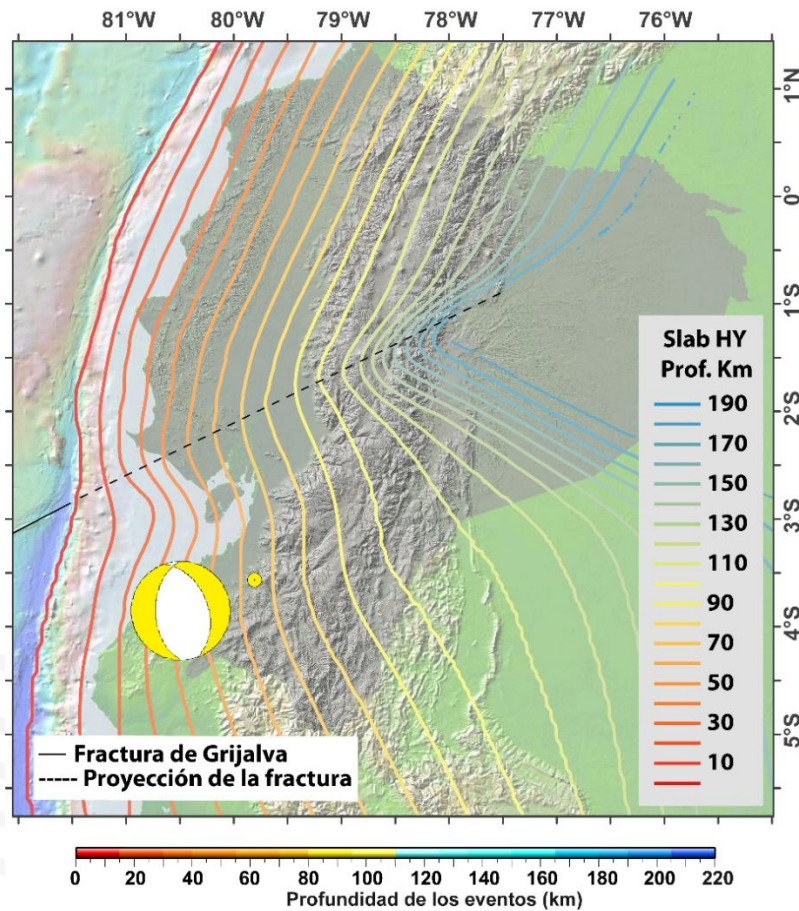 81°W 80°W 79°W 78°W 77°W 76°W
1°N
0°
1°S
2°S
3°S
4°S
5°S
Slab HY
Prof. Km
190
170
150
130
110
90
70
50
30
10
Fractura de Grijalva
Proyección de la fractura
0 20 40 60 80 100 120 140 160 180 200 220
Profundidad de los eventos (km)